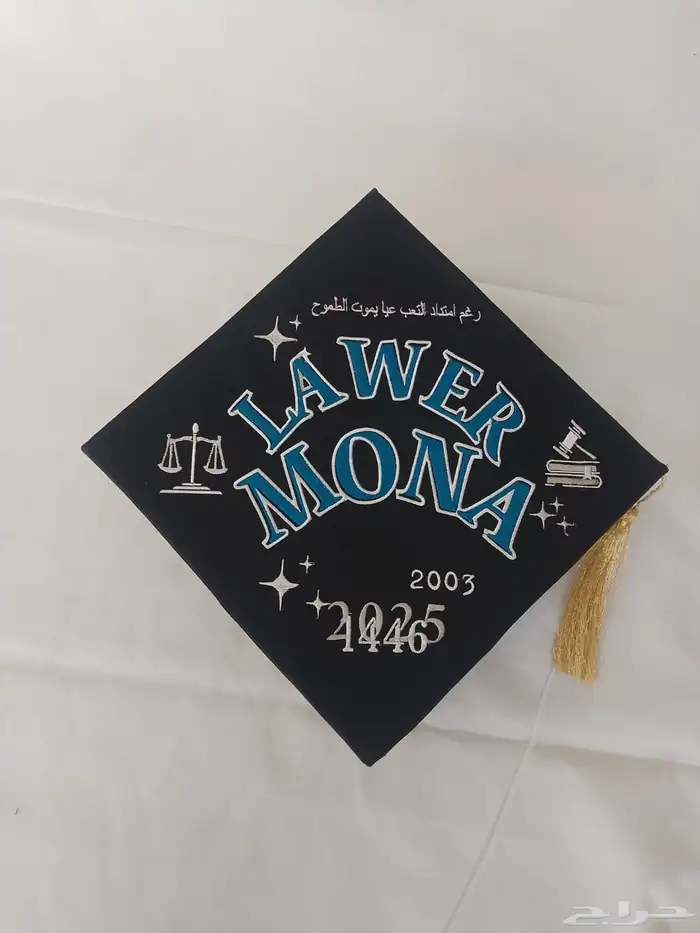 رغم امتداد التعب عيا يموت الطموح
LAWER
MONA
2003
2025
1446
حراج